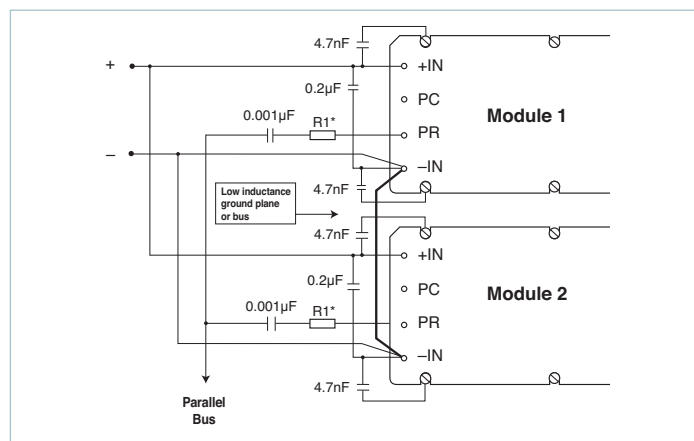 4.7nF
+
+IN
0.2µF
PC
Module 1
0.001µF
R1*
PR
–
–IN
4.7nF
Low inductance
ground plane
or bus
4.7nF
+IN
0.2µF
PC
Module 2
0.001µF
R1*
PR
–IN
4.7nF
Parallel
Bus